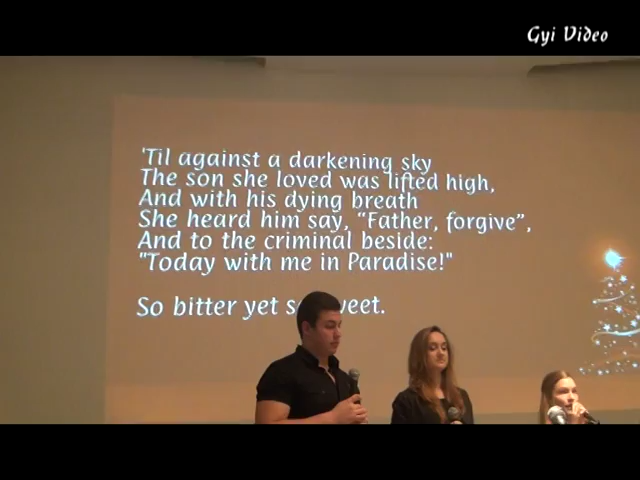 Gyi Video
'Til against a darkening sky
The son she loved was lifted high,
And with his dying breath
She heard him say, "Father, forgive",
And to the criminal beside:
"Today with me in Paradise!"
So bitter yet